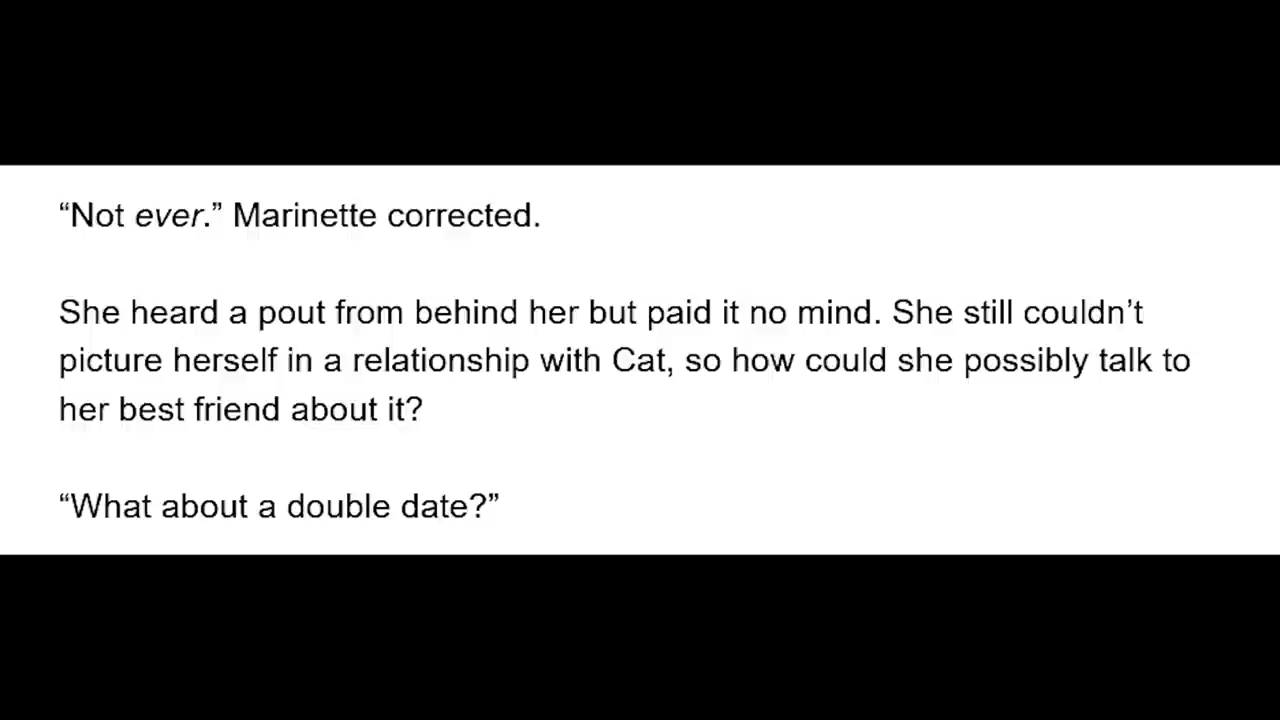 “Not ever.” Marinette corrected.
She heard a pout from behind her but paid it no mind. She still couldn’t
picture herself in a relationship with Cat, so how could she possibly talk to
her best friend about it?
“What about a double date?”